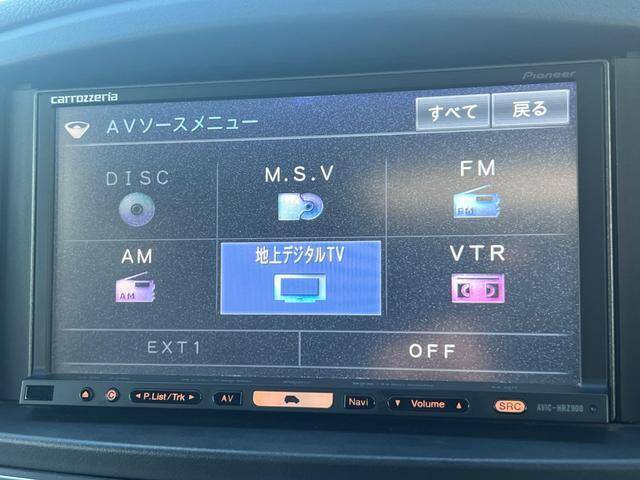 carrozzeria
Pioneer
AVソースメニュー
すべて
戻る
DISC
M.S.V
FM
FM
AM
AM
地上デジタルTV
VTR
EXT1
OFF
P.List/Trk
AV
Navi
Volume
SRC
AVIC-HRZ900